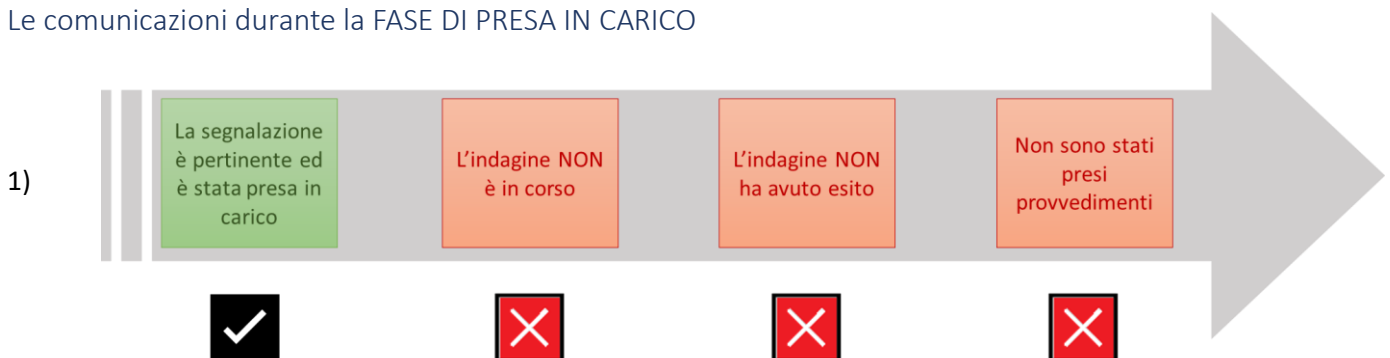 Le comunicazioni durante la FASE DI PRESA IN CARICO
1)
La segnalazione
è pertinente ed
è stata presa in
carico
L'indagine NON
è in corso
L'indagine NON
ha avuto esito
Non sono stati
presi
provvedimenti